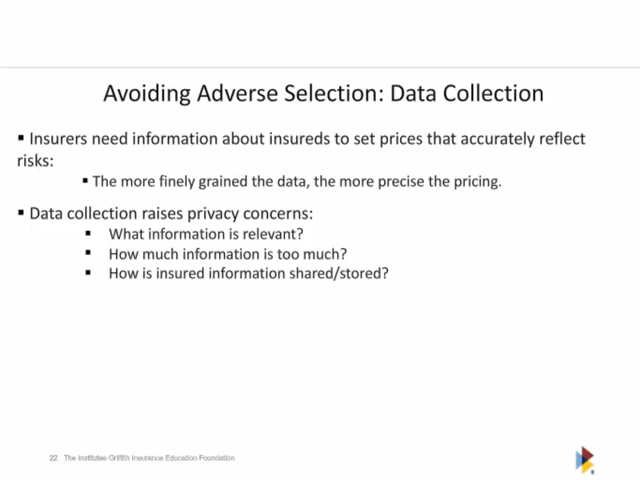 Avoiding Adverse Selection: Data Collection
▪ Insurers need information about insureds to set prices that accurately reflect
risks:
▪ The more finely grained the data, the more precise the pricing.
▪ Data collection raises privacy concerns:
▪ What information is relevant?
▪ How much information is too much?
▪ How is insured information shared/stored?
22 The Institutes Griffith Insurance Education Foundation